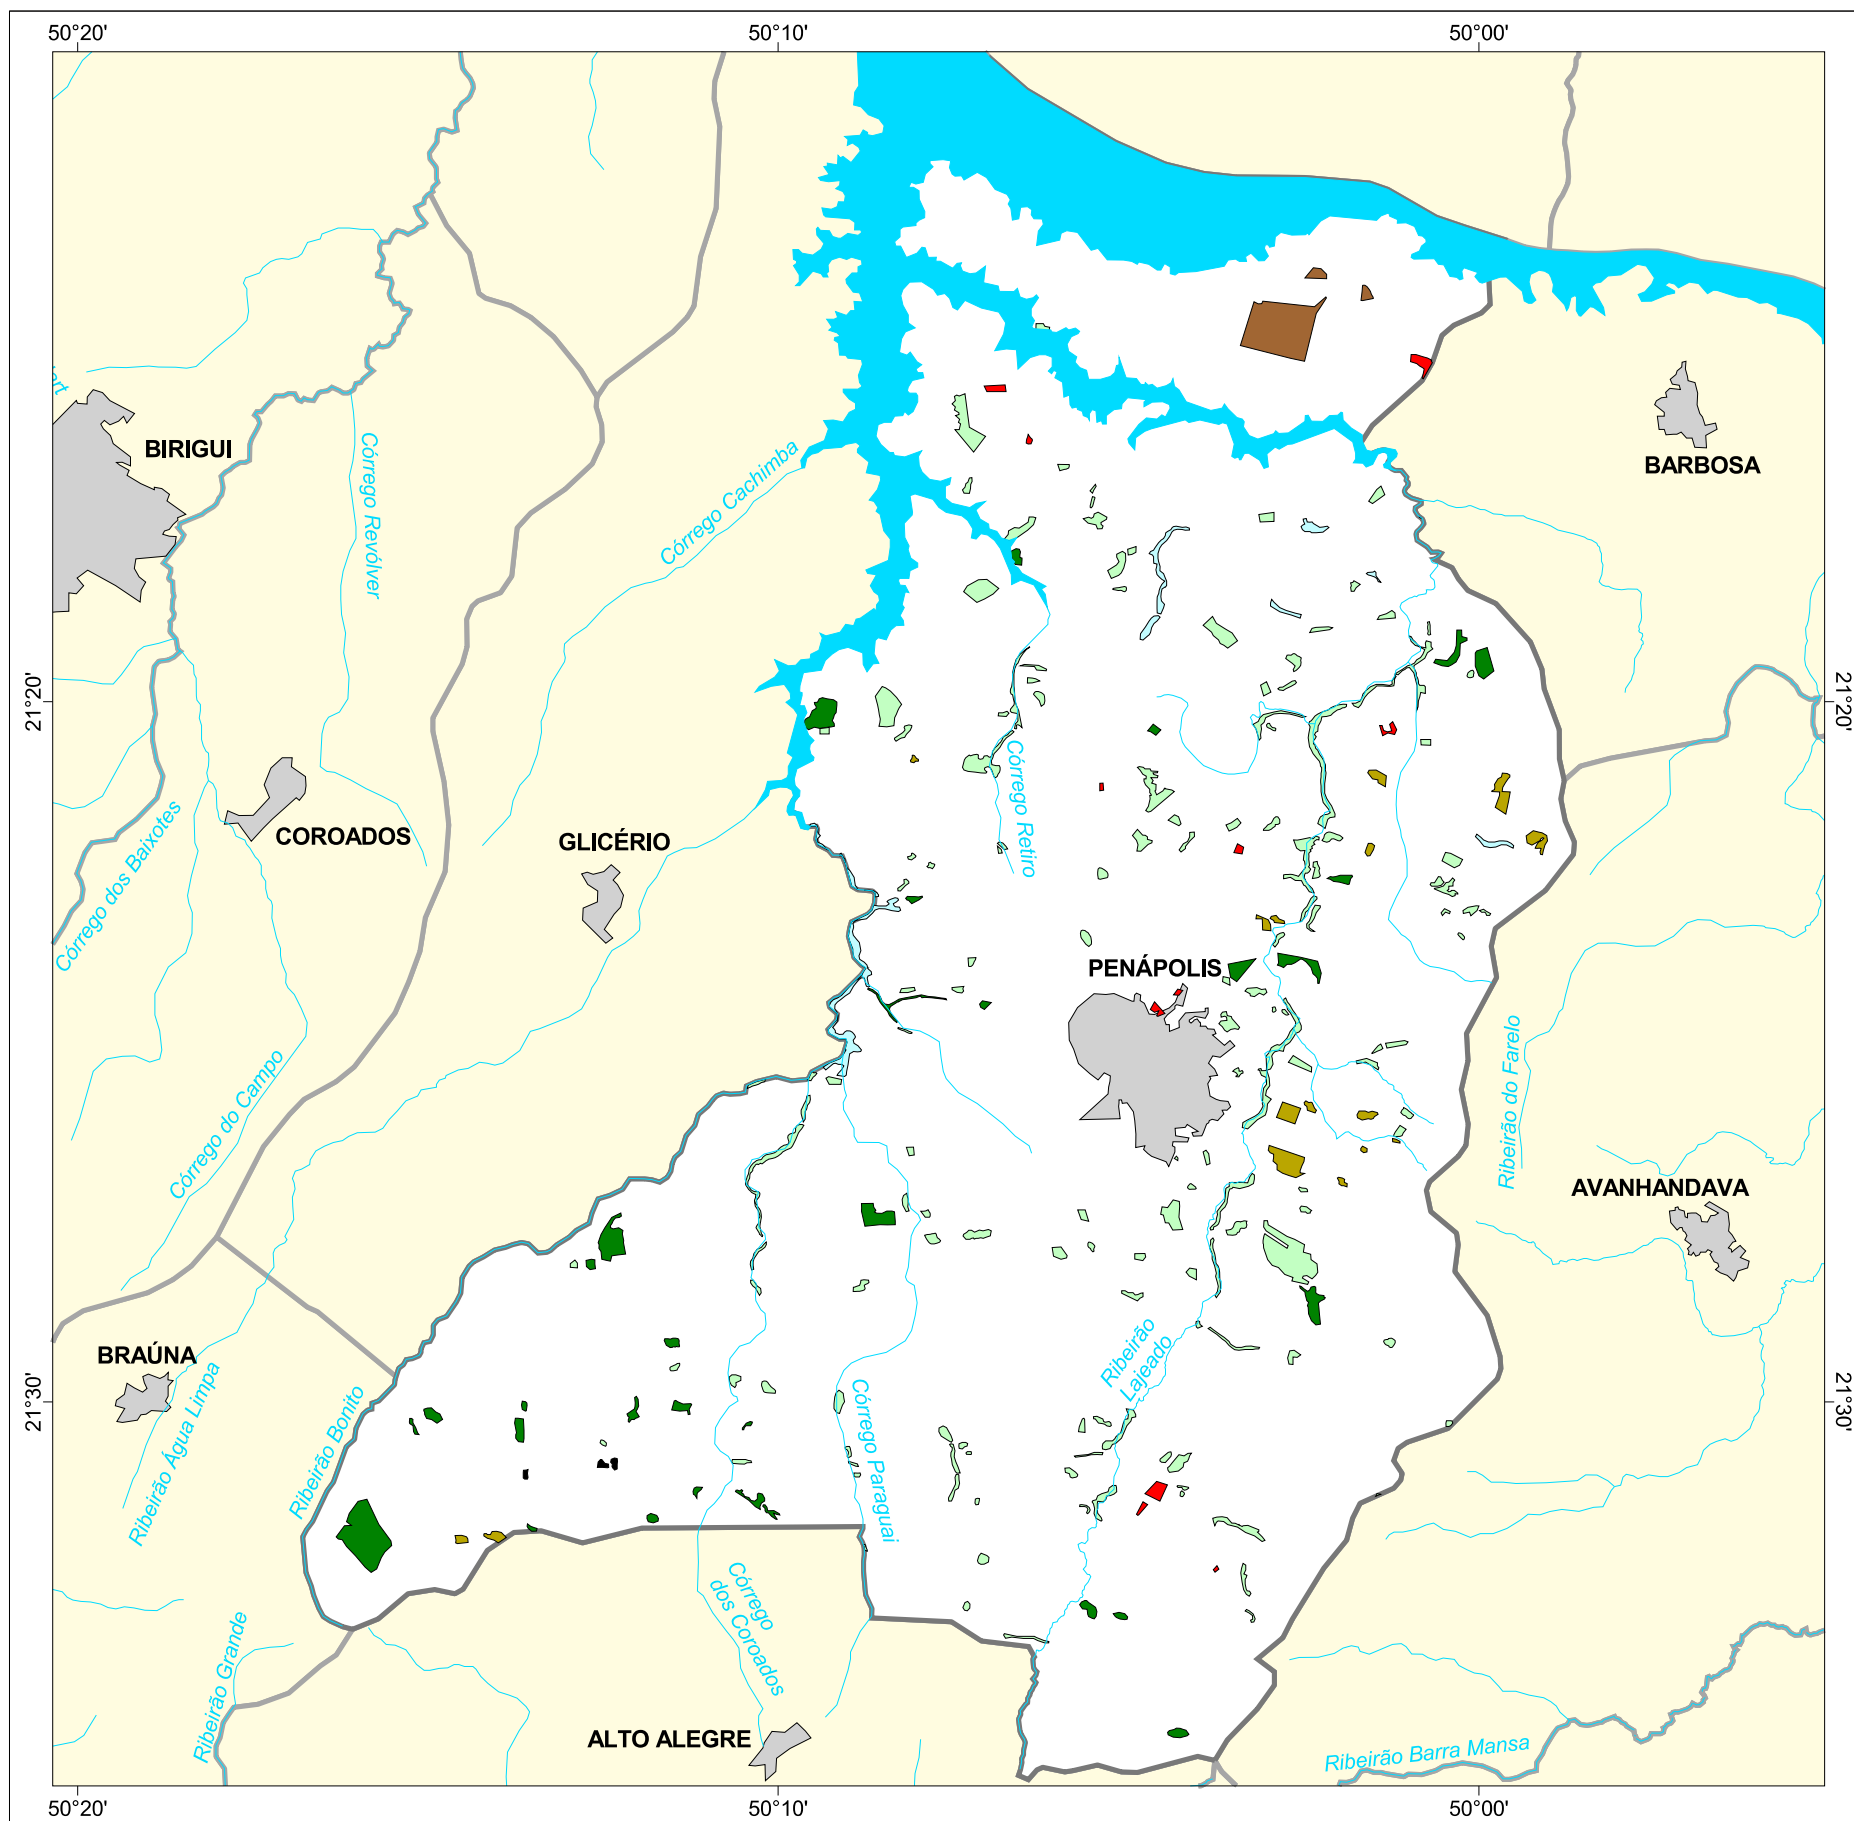 50°20'
50°10'
50°00'
BIRIGUI
Córrego Revólver
Córrego Cachimba
BARBOSA
21°20'
21°20'
COROADOS
GLICÉRIO
Córrego Retiro
Córrego dos Baixotes
PENÁPOLIS
Córrego do Campo
Ribeirão do Farelo
AVANHANDAVA
BRAÚNA
Ribeirão Água Limpa
Ribeirão Bonito
21°30'
21°30'
Córrego Paraguai
Ribeirão
Lajeado
Córrego
dos Coroados
Ribeirão Grande
ALTO ALEGRE
Ribeirão Barra Mansa
50°20'
50°10'
50°00'